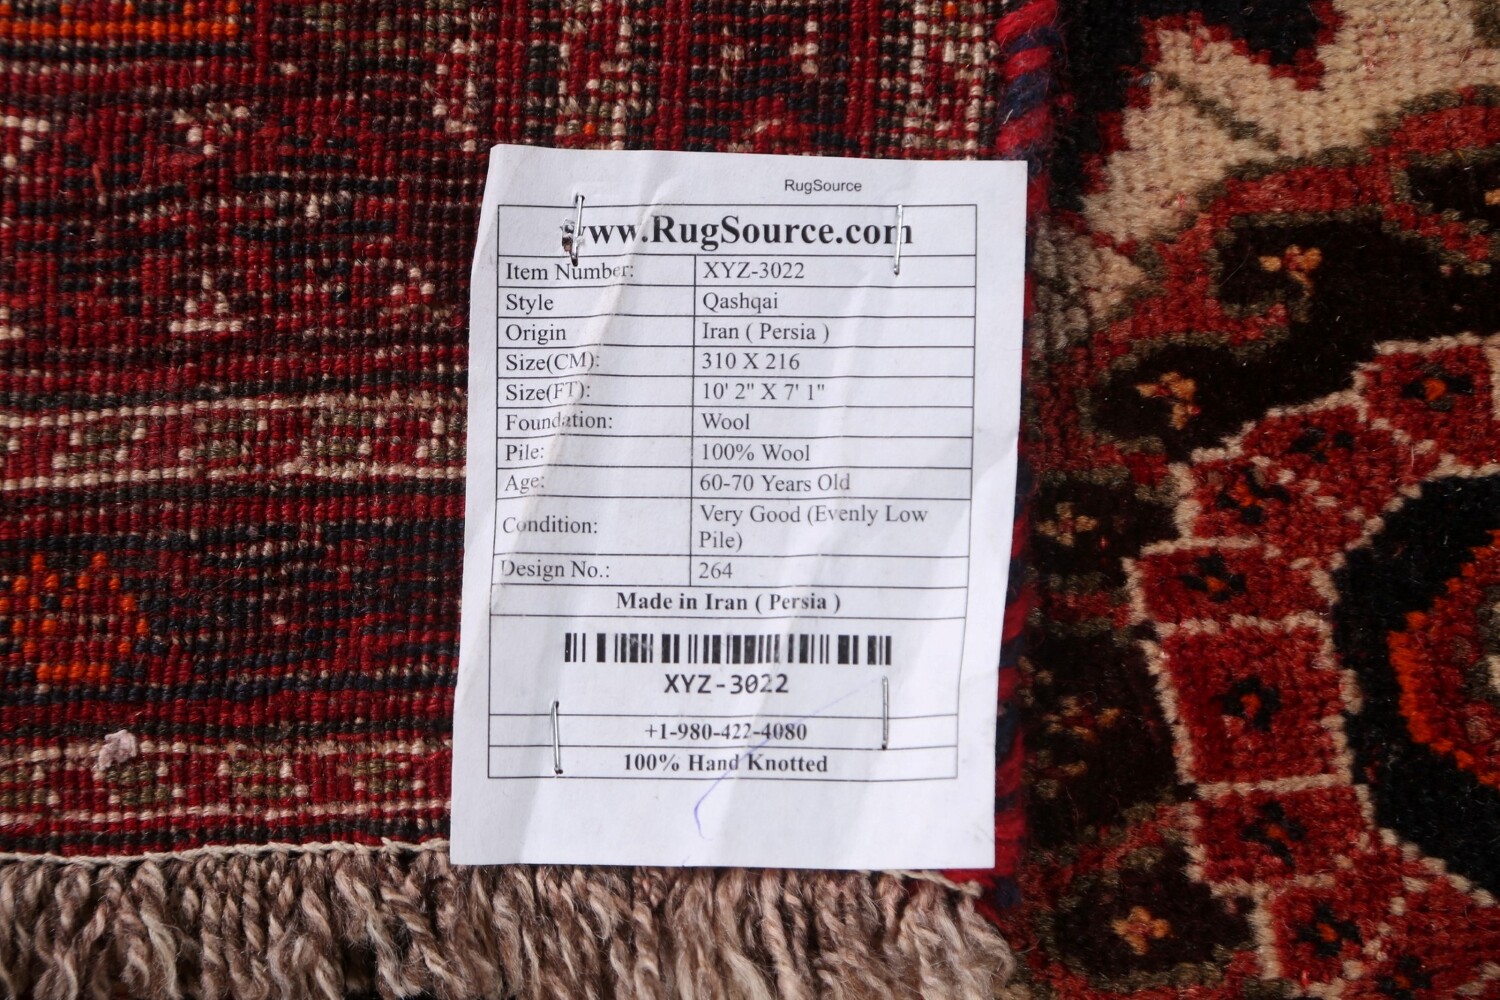 RugSource
www.RugSource.com
Item Number: XYZ-3022
Style Qashqai
Origin Iran ( Persia )
Size(CM): 310 X 216
Size(FT): 10' 2" X 7' 1"
Foundation: Wool
Pile: 100% Wool
Age: 60-70 Years Old
Condition: Very Good (Evenly Low
Pile)
Design No.: 264
Made in Iran ( Persia )
XYZ-3022
+1-980-422-4080
100% Hand Knotted